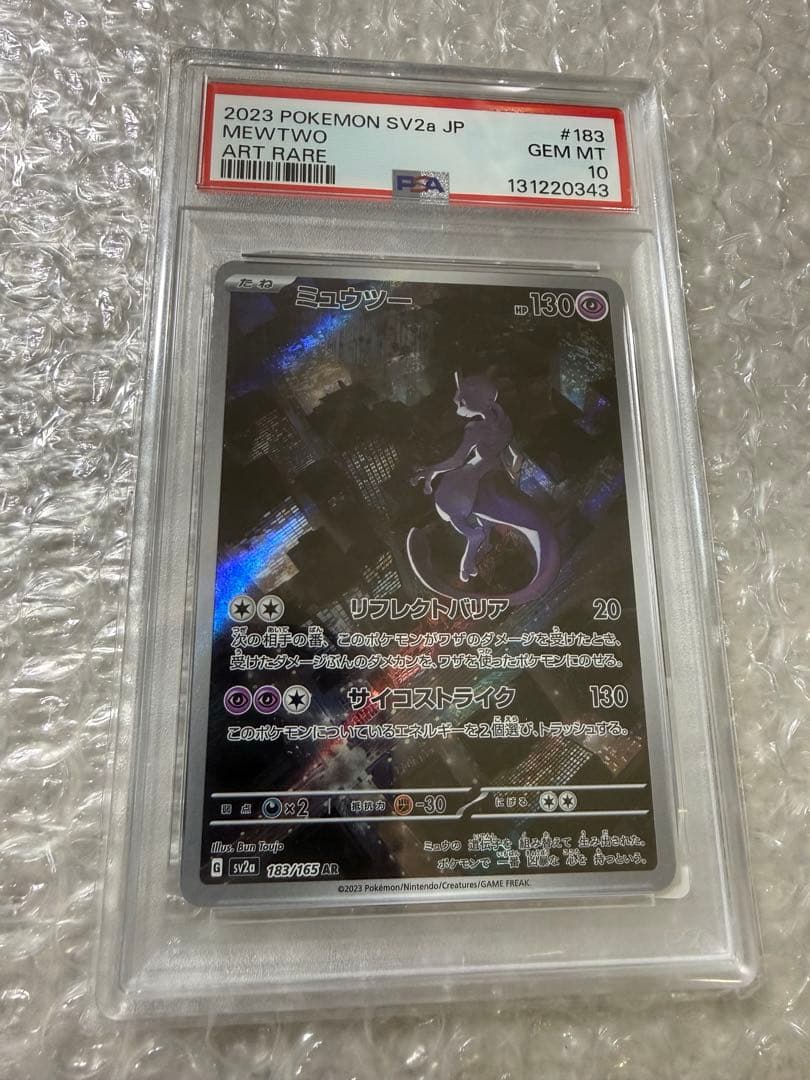 2023 POKEMON SV2a JP #183
MEWTWO GEM MT
ART RARE 10
PSA 131220343
たね ミュウツー HP130
リフレクトバリア 20
次の相手の番、このポケモンがワザのダメージを受けたとき、
受けたダメージぶんのダメカンを、ワザを使ったポケモンにのせる。
サイコストライク 130
このポケモンについているエネルギーを2個選び、トラッシュする。
弱点 ×2 抵抗力 -30 にげる
Illus. Bun Toujo
ミュウの 遺伝子を 組み替えて 生み出された。
ポケモンで 一番 凶暴な 心を 持つという。
G sv2a 183/165 AR
©2023 Pokémon/Nintendo/Creatures/GAME FREAK.